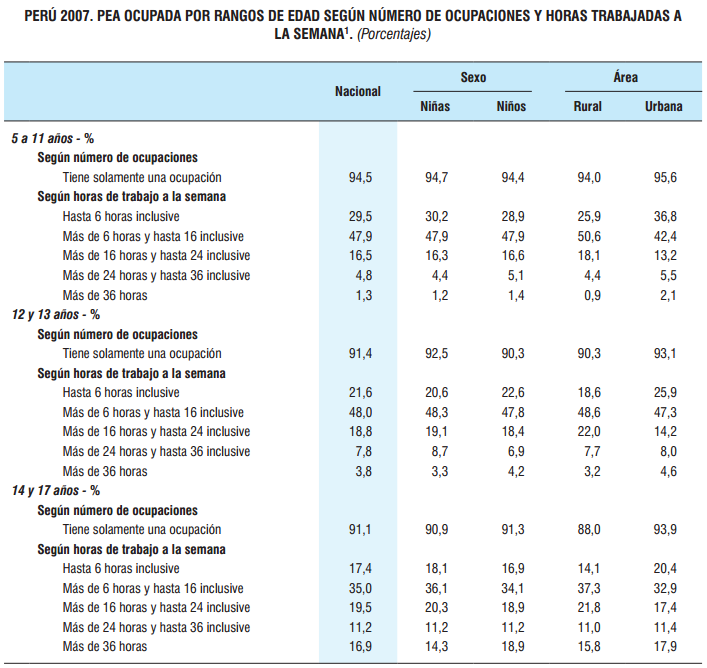 PERÚ 2007. PEA OCUPADA POR RANGOS DE EDAD SEGÚN NÚMERO DE OCUPACIONES Y HORAS TRABAJADAS A
LA SEMANA¹. (Porcentajes)
Nacional Sexo Área
Niñas Niños Rural Urbana
5 a 11 años - %
Según número de ocupaciones
Tiene solamente una ocupación 94,5 94,7 94,4 94,0 95,6
Según horas de trabajo a la semana
Hasta 6 horas inclusive 29,5 30,2 28,9 25,9 36,8
Más de 6 horas y hasta 16 inclusive 47,9 47,9 47,9 50,6 42,4
Más de 16 horas y hasta 24 inclusive 16,5 16,3 16,6 18,1 13,2
Más de 24 horas y hasta 36 inclusive 4,8 4,4 5,1 4,4 5,5
Más de 36 horas 1,3 1,2 1,4 0,9 2,1
12 y 13 años - %
Según número de ocupaciones
Tiene solamente una ocupación 91,4 92,5 90,3 90,3 93,1
Según horas de trabajo a la semana
Hasta 6 horas inclusive 21,6 20,6 22,6 18,6 25,9
Más de 6 horas y hasta 16 inclusive 48,0 48,3 47,8 48,6 47,3
Más de 16 horas y hasta 24 inclusive 18,8 19,1 18,4 22,0 14,2
Más de 24 horas y hasta 36 inclusive 7,8 8,7 6,9 7,7 8,0
Más de 36 horas 3,8 3,3 4,2 3,2 4,6
14 y 17 años - %
Según número de ocupaciones
Tiene solamente una ocupación 91,1 90,9 91,3 88,0 93,9
Según horas de trabajo a la semana
Hasta 6 horas inclusive 17,4 18,1 16,9 14,1 20,4
Más de 6 horas y hasta 16 inclusive 35,0 36,1 34,1 37,3 32,9
Más de 16 horas y hasta 24 inclusive 19,5 20,3 18,9 21,8 17,4
Más de 24 horas y hasta 36 inclusive 11,2 11,2 11,2 11,0 11,4
Más de 36 horas 16,9 14,3 18,9 15,8 17,9